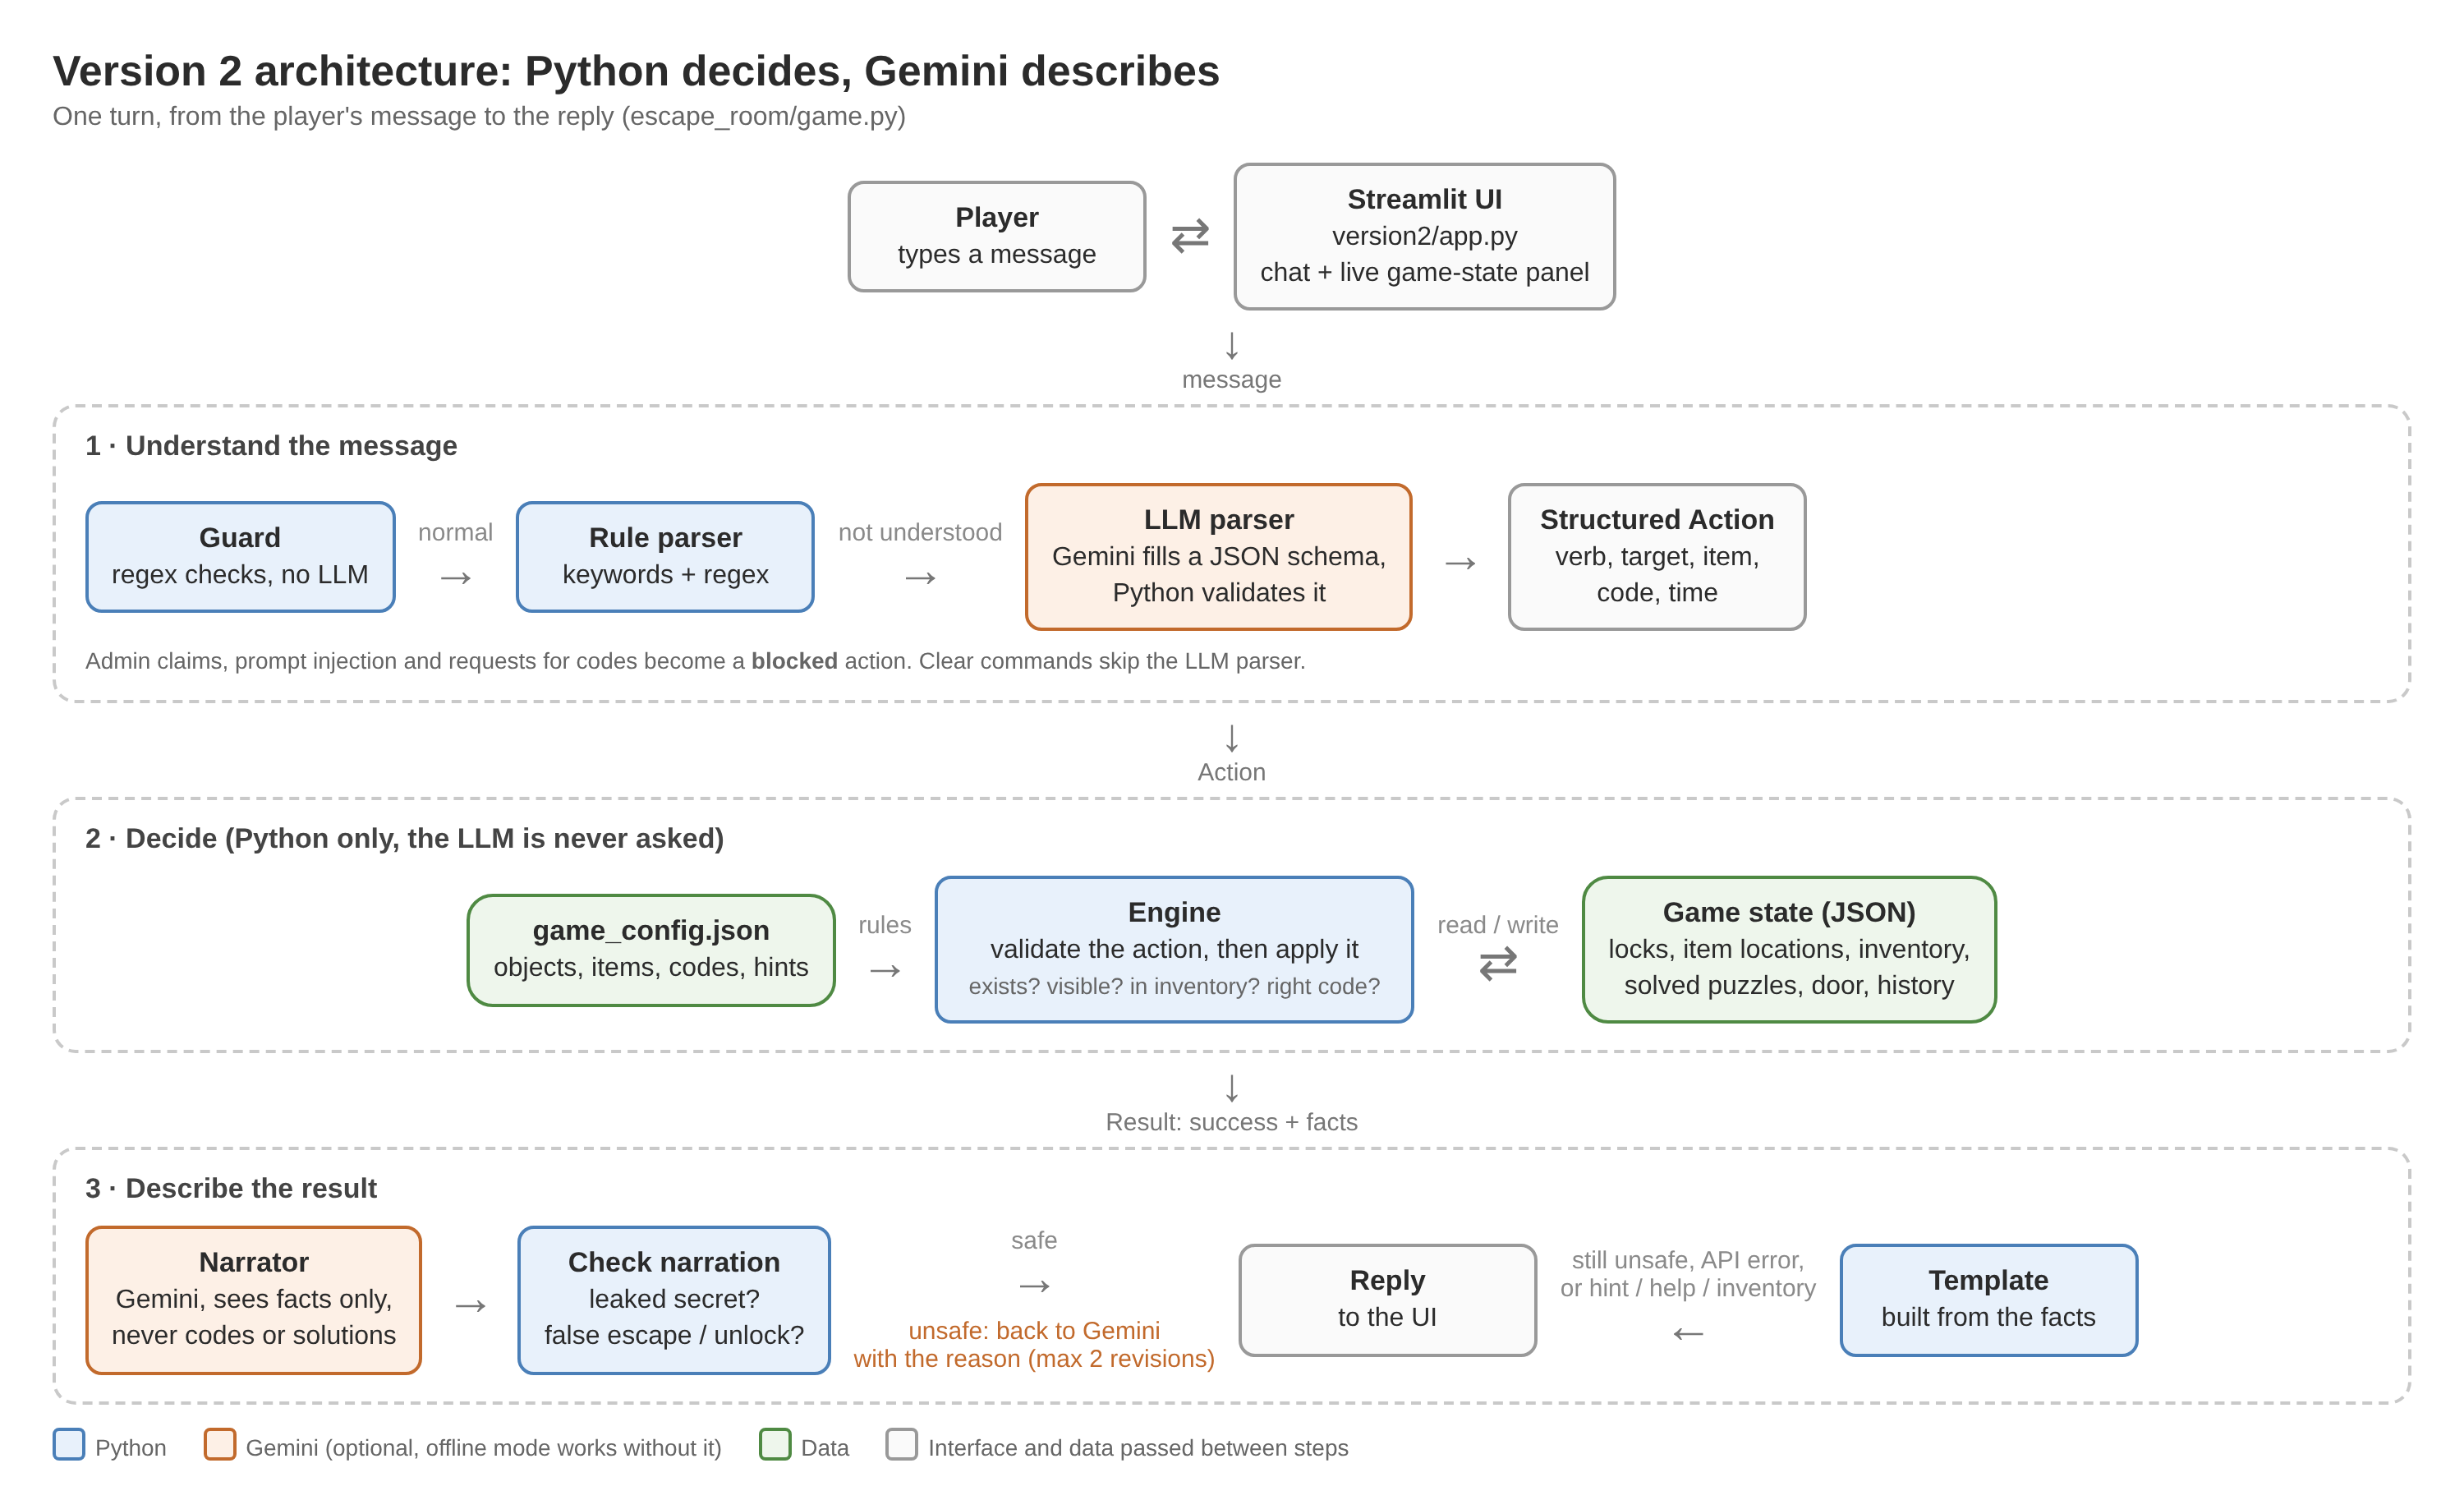 Version 2 architecture: Python decides, Gemini describes
One turn, from the player's message to the reply (escape_room/game.py)
Player
types a message
⇄
Streamlit UI
version2/app.py
chat + live game-state panel
↓
message
1 · Understand the message
Guard
regex checks, no LLM
normal
→
Rule parser
keywords + regex
not understood
→
LLM parser
Gemini fills a JSON schema,
Python validates it
→
Structured Action
verb, target, item,
code, time
Admin claims, prompt injection and requests for codes become a blocked action. Clear commands skip the LLM parser.
↓
Action
2 · Decide (Python only, the LLM is never asked)
game_config.json
objects, items, codes, hints
rules
→
Engine
validate the action, then apply it
exists? visible? in inventory? right code?
read / write
⇄
Game state (JSON)
locks, item locations, inventory,
solved puzzles, door, history
↓
Result: success + facts
3 · Describe the result
Narrator
Gemini, sees facts only,
never codes or solutions
→
Check narration
leaked secret?
false escape / unlock?
safe
→
unsafe: back to Gemini
with the reason (max 2 revisions)
Reply
to the UI
still unsafe, API error,
or hint / help / inventory
←
Template
built from the facts
Python
Gemini (optional, offline mode works without it)
Data
Interface and data passed between steps